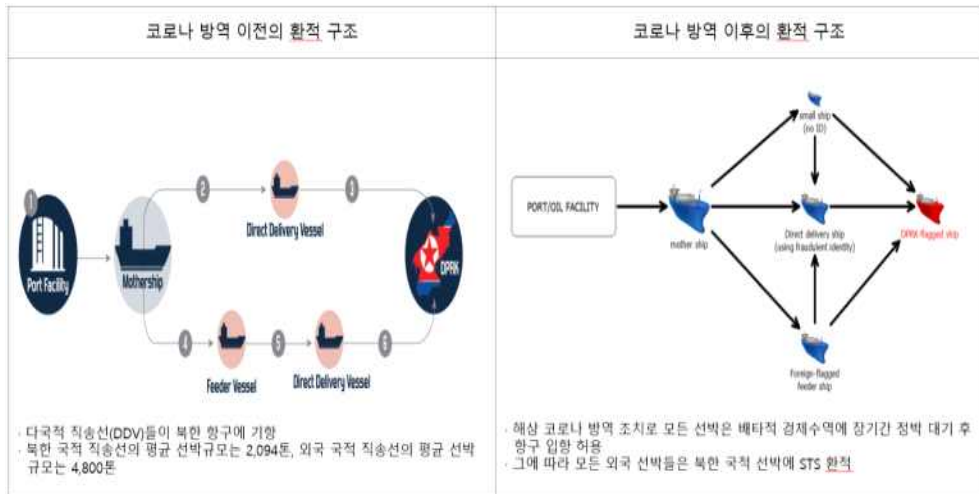 코로나 방역 이전의 환적 구조
1
Port Facility
Mothership
2
Direct Delivery Vessel
3
DPRK
4
Feeder Vessel
5
Direct Delivery Vessel
6
· 다국적 직송선(DDV)들이 북한 항구에 기항
· 북한 국적 직송선의 평균 선박규모는 2,094톤, 외국 국적 직송선의 평균 선박
규모는 4,800톤
코로나 방역 이후의 환적 구조
PORT/OIL FACILITY
mother ship
small ship
(no ID)
Direct delivery ship
(using fraudulent identity)
DPRK flagged ship
Foreign-flagged
feeder ship
· 해상 코로나 방역 조치로 모든 선박은 배타적 경제수역에 장기간 정박 대기 후
항구 입항 허용
· 그에 따라 모든 외국 선박들은 북한 국적 선박에 STS 환적